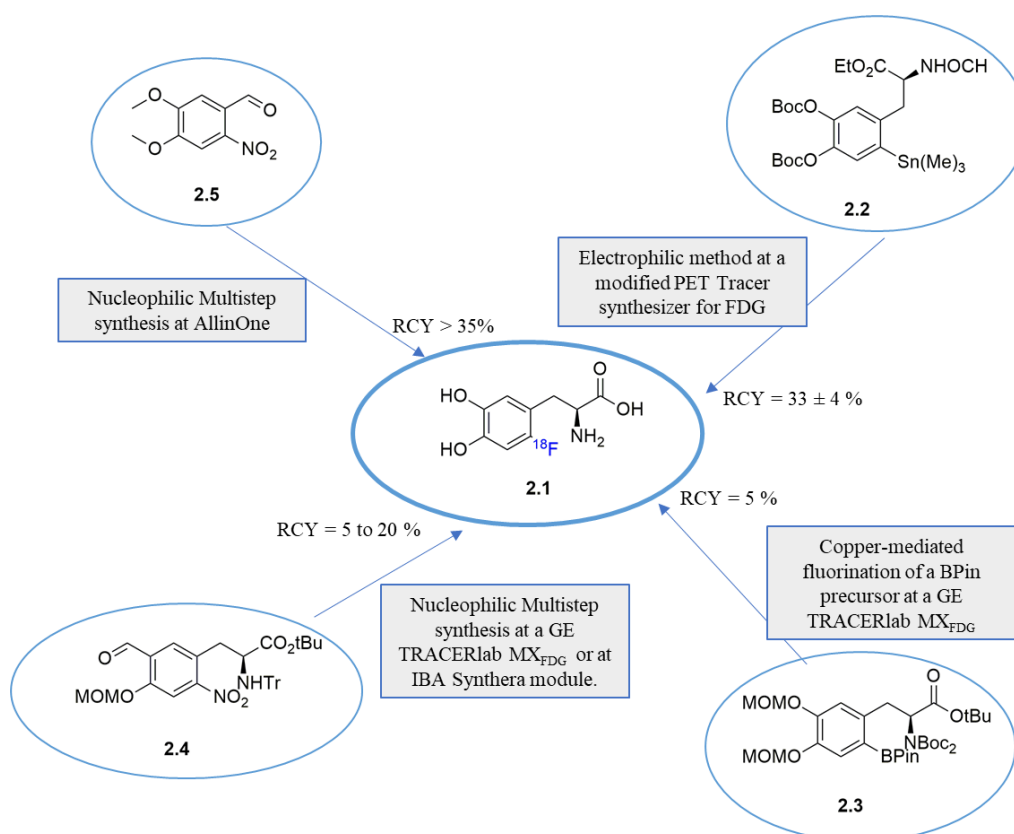 O
O
O
NO2
2.5
EtO2C
NHOCH
BocO
BocO
Sn(Me)3
2.2
Nucleophilic Multistep
synthesis at AllinOne
Electrophilic method at a
modified PET Tracer
synthesizer for FDG
RCY > 35%
RCY = 33 ± 4 %
HO
HO
O
OH
NH2
18F
2.1
RCY = 5 to 20 %
RCY = 5 %
Nucleophilic Multistep
synthesis at a GE
TRACERlab MXFDG or at
IBA Synthera module.
Copper-mediated
fluorination of a BPin
precursor at a GE
TRACERlab MXFDG
O
MOMO
CO2tBu
NHTr
NO2
2.4
MOMO
MOMO
O
OtBu
NBoc2
BPin
2.3